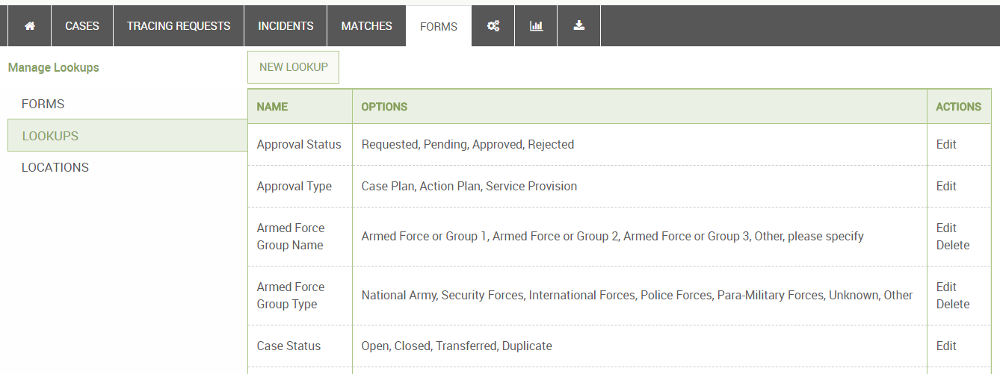 CASES TRACING REQUESTS INCIDENTS MATCHES FORMS
Manage Lookups
FORMS
LOOKUPS
LOCATIONS
NEW LOOKUP
NAME OPTIONS ACTIONS
Approval Status Requested, Pending, Approved, Rejected Edit
Approval Type Case Plan, Action Plan, Service Provision Edit
Armed Force
Group Name
Armed Force or Group 1, Armed Force or Group 2, Armed Force or Group 3, Other, please specify
Edit
Delete
Armed Force
Group Type
National Army, Security Forces, International Forces, Police Forces, Para-Military Forces, Unknown, Other
Edit
Delete
Case Status Open, Closed, Transferred, Duplicate Edit